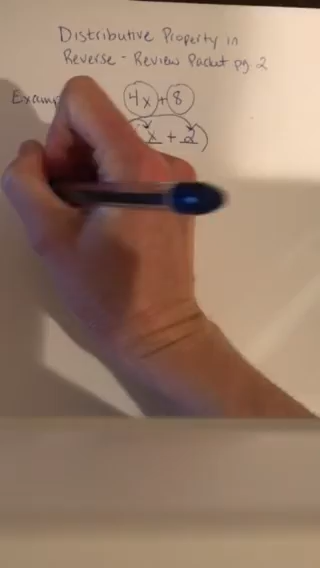 Distributive Property in
Reverse - Review Packet pg 2
4x + 8
x + 2)